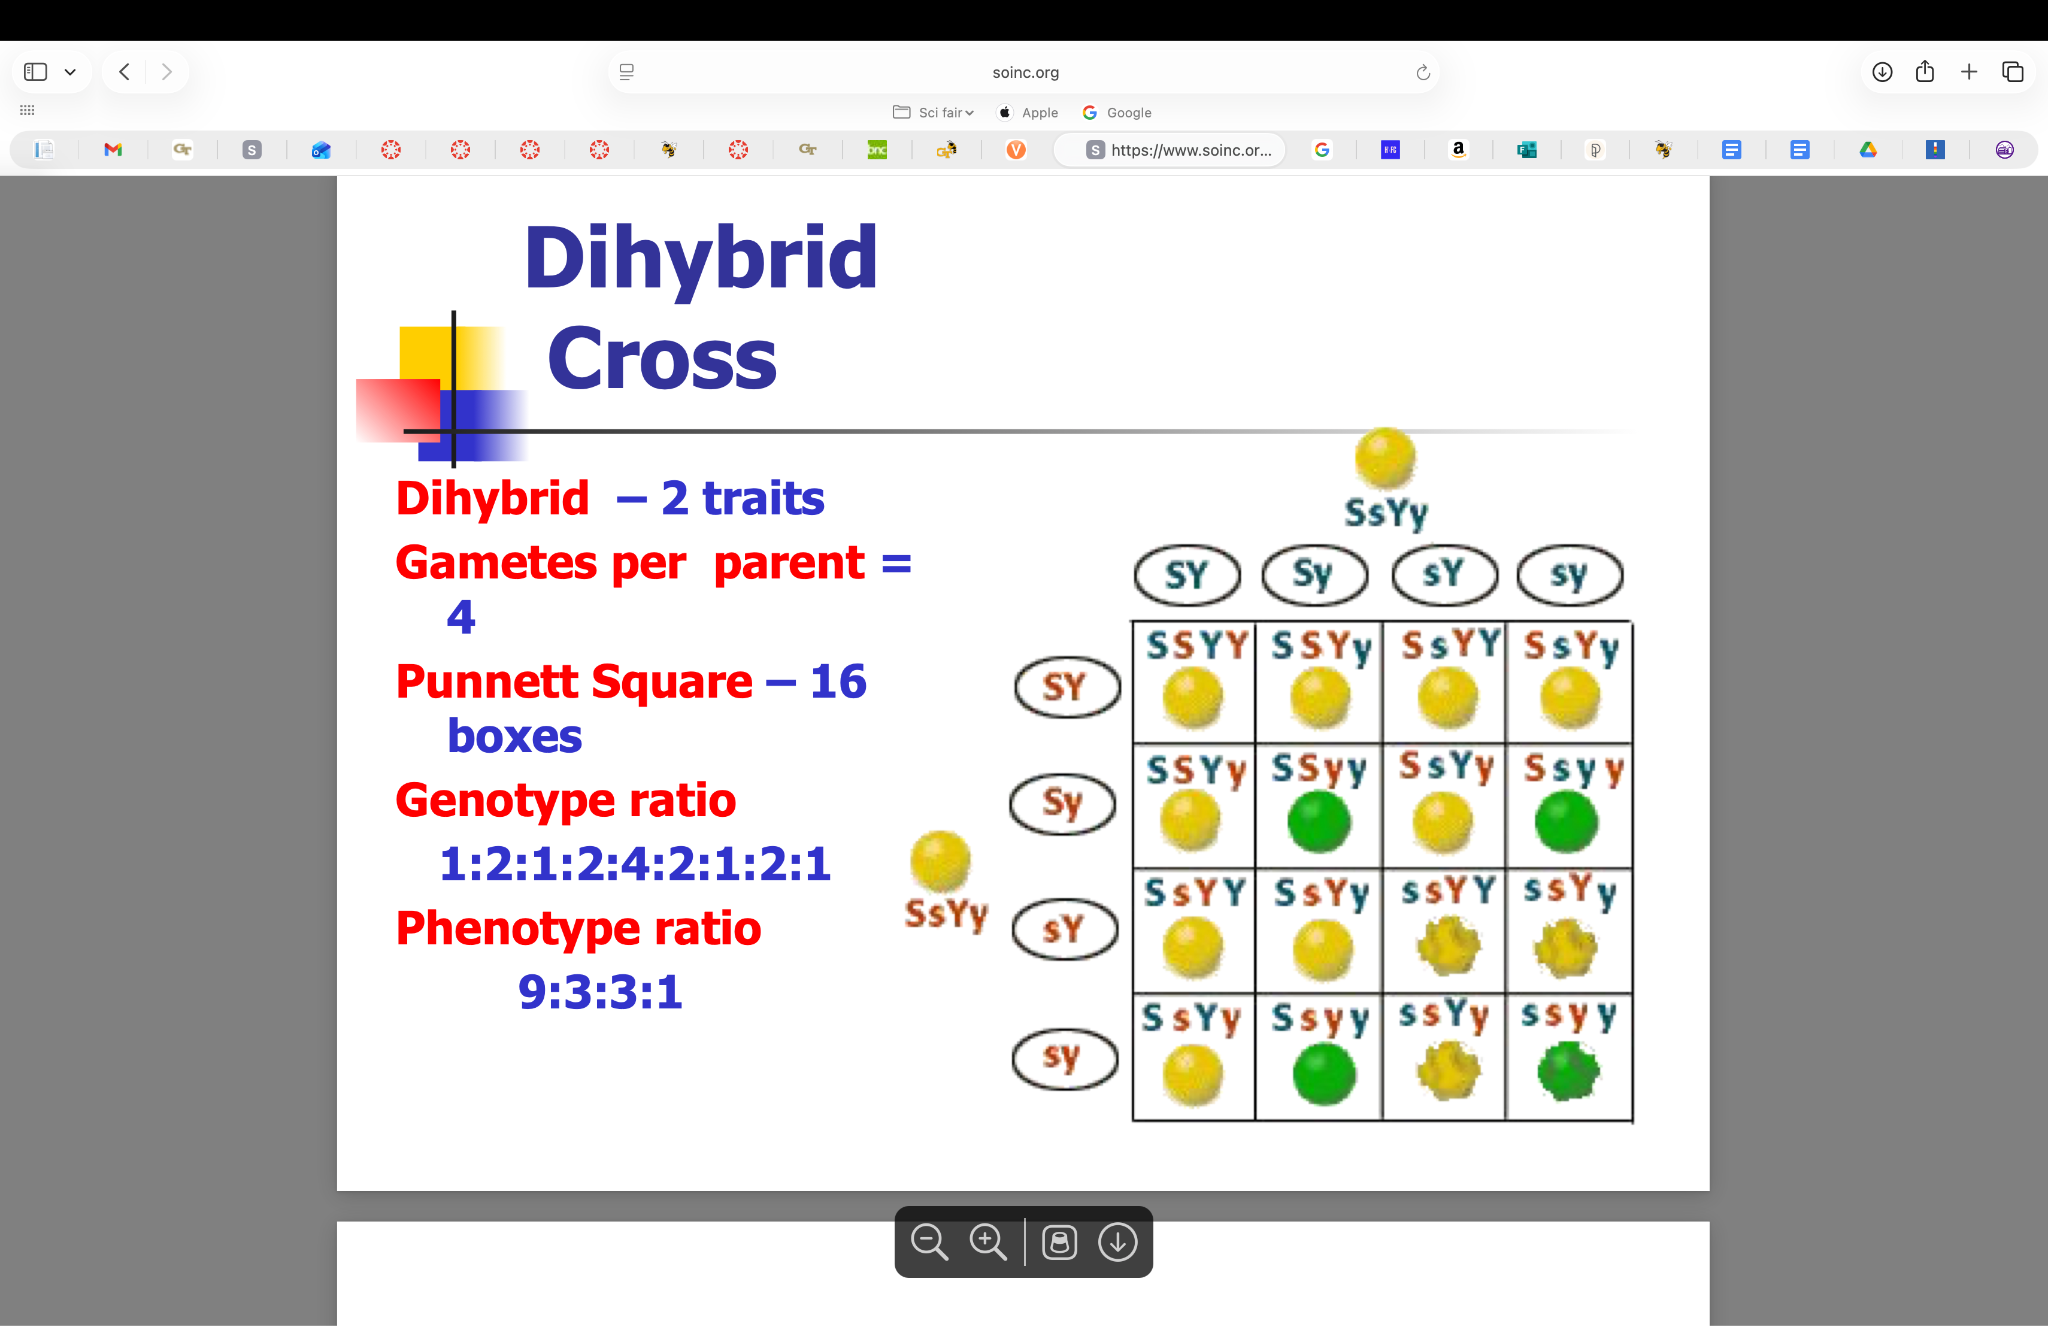 soinc.org
Sci fair
Apple
Google
https://www.soinc.or...
Dihybrid
Cross
Dihybrid – 2 traits
Gametes per parent =
4
Punnett Square – 16
boxes
Genotype ratio
1:2:1:2:4:2:1:2:1
Phenotype ratio
9:3:3:1
SsYy
SY Sy sY sy
SY SSYY SSYy SsYY SsYy
Sy SSYy SSyy SsYy Ssyy
SsYy
sY SsYY SsYy ssYY ssYy
sy SsYy Ssyy ssYy ssyy